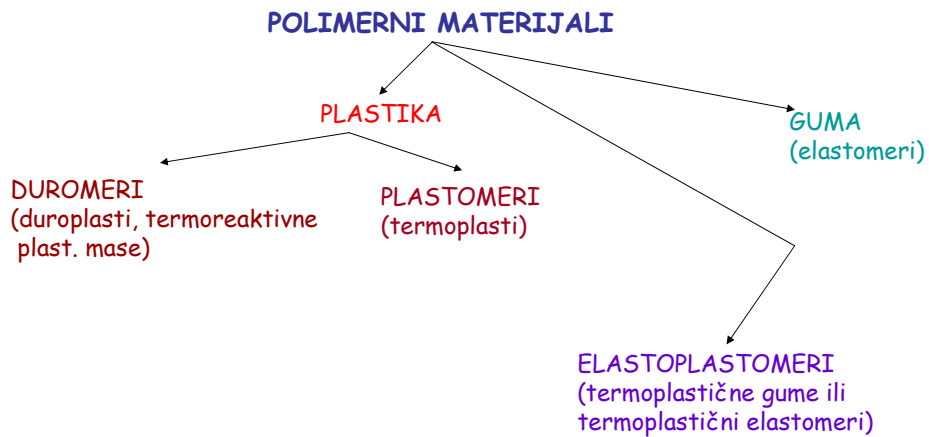 POLIMERNI MATERIJALI
PLASTIKA
GUMA
(elastomeri)
DUROMERI
(duroplasti, termoreaktivne
plast. mase)
PLASTOMERI
(termoplasti)
ELASTOPLASTOMERI
(termoplastične gume ili
termoplastični elastomeri)